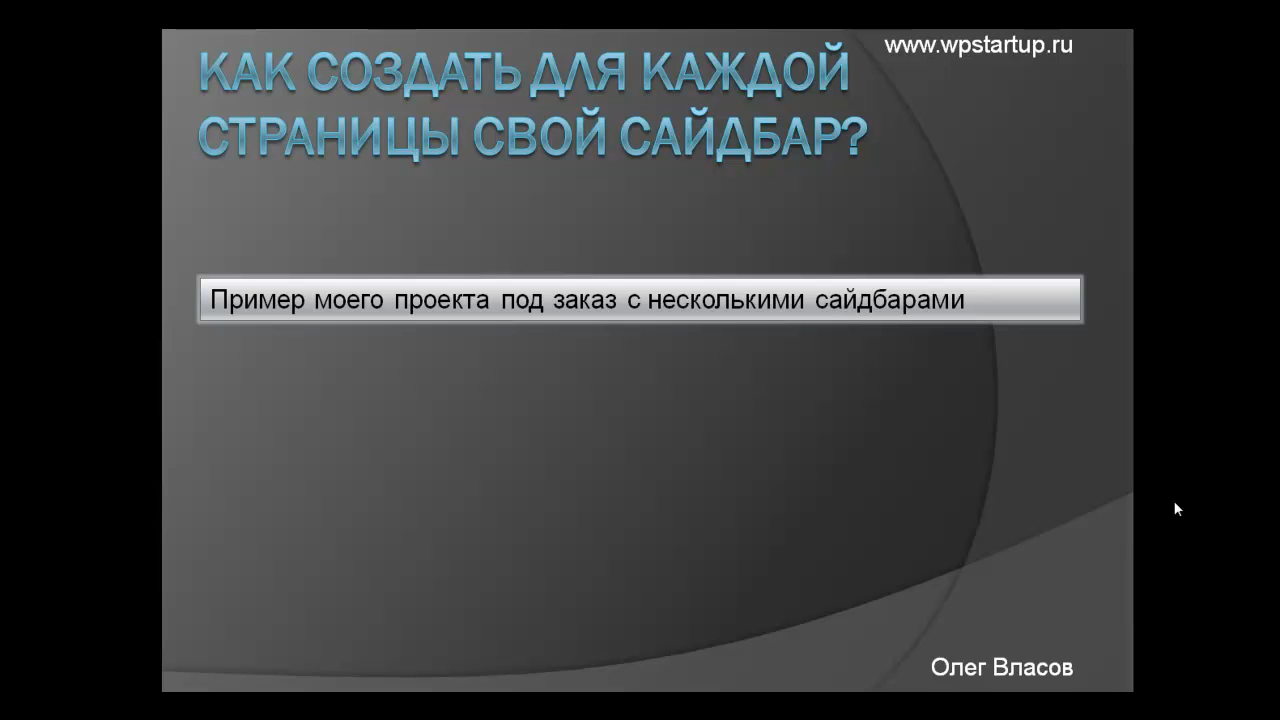 www.wpstartup.ru
КАК СОЗДАТЬ ДЛЯ КАЖДОЙ
СТРАНИЦЫ СВОЙ САЙДБАР?
Пример моего проекта под заказ с несколькими сайдбарами
Олег Власов